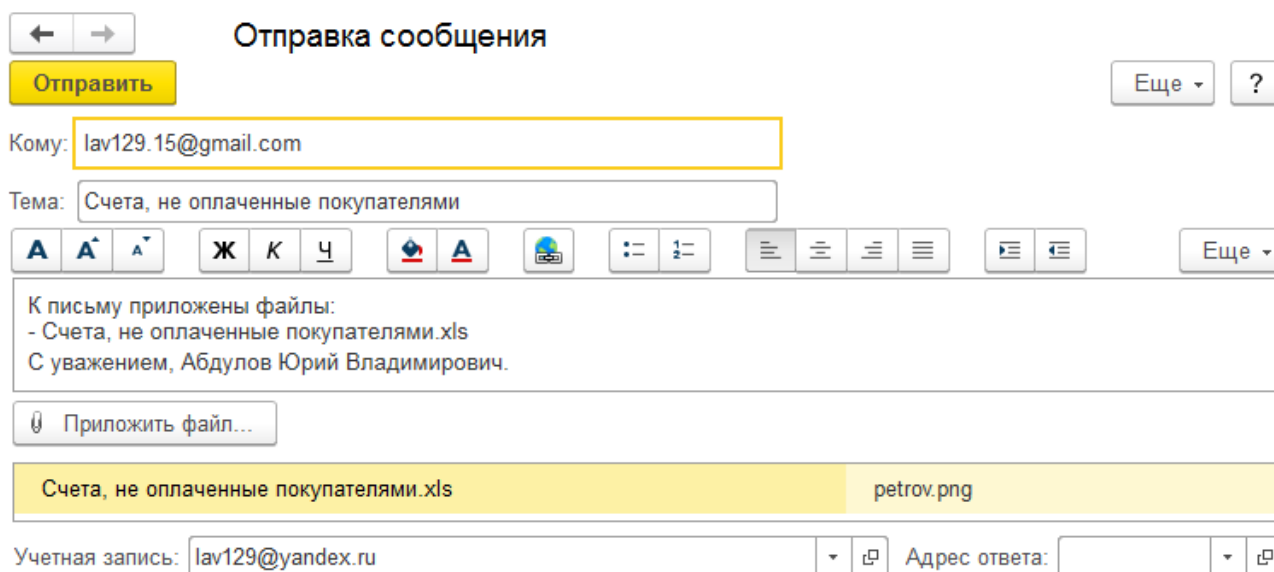 Отправка сообщения
Отправить
Еще
?
Кому: lav129.15@gmail.com
Тема: Счета, не оплаченные покупателями
А А А Ж К Ч А Еще
К письму приложены файлы:
- Счета, не оплаченные покупателями.xls
С уважением, Абдулов Юрий Владимирович.
Приложить файл...
Счета, не оплаченные покупателями.xls petrov.png
Учетная запись: lav129@yandex.ru Адрес ответа: